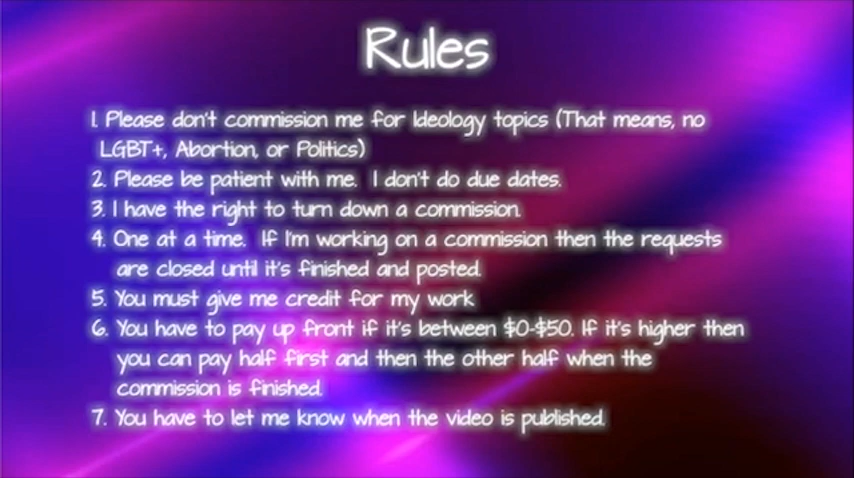 Rules
1. Please don't commission me for Ideology topics (That means, no
LGBT+, Abortion, or Politics)
2. Please be patient with me. I don't do due dates.
3. I have the right to turn down a commission.
4. One at a time. If I'm working on a commission then the requests
are closed until it's finished and posted.
5. You must give me credit for my work
6. You have to pay up front if it's between $0-$50. If it's higher then
you can pay half first and then the other half when the
commission is finished.
7. You have to let me know when the video is published.